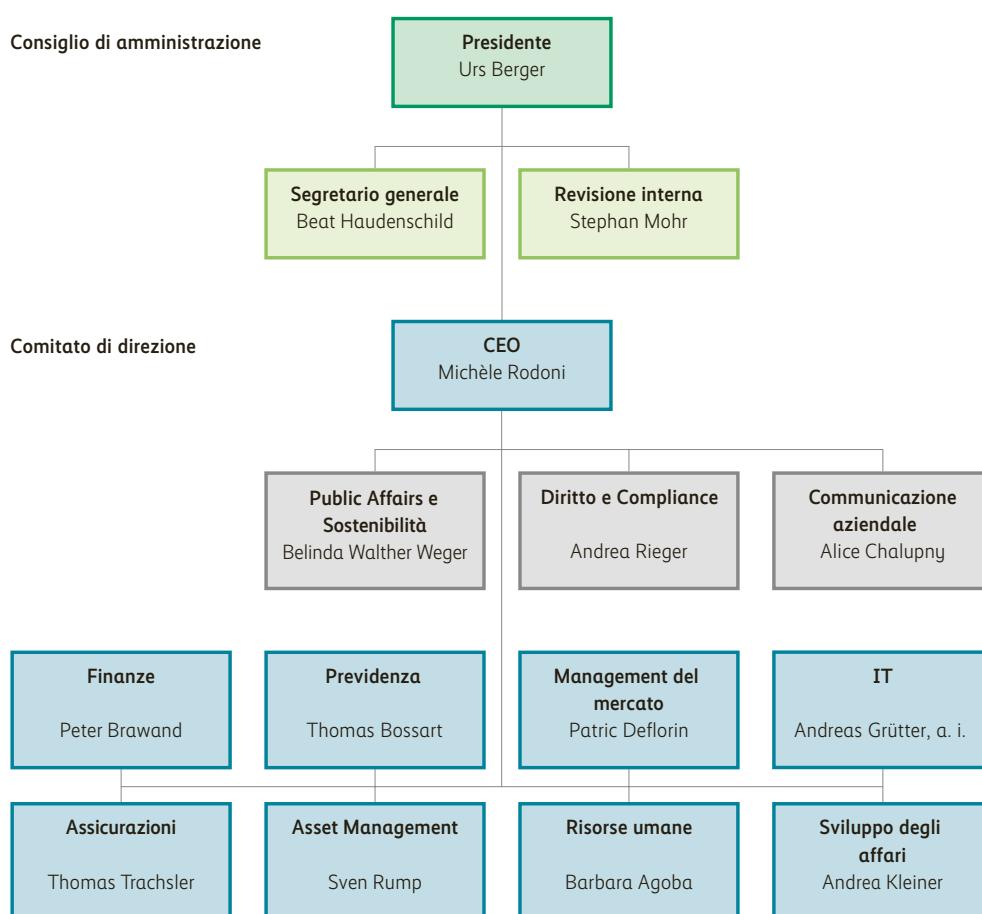 Consiglio di amministrazione
Presidente
Urs Berger
Segretario generale
Beat Haudenschild
Revisione interna
Stephan Mohr
Comitato di direzione
CEO
Michèle Rodoni
Public Affairs e
Sostenibilità
Belinda Walther Weger
Diritto e Compliance
Andrea Rieger
Communicazione
aziendale
Alice Chalupny
Finanze
Peter Brawand
Previdenza
Thomas Bossart
Management del
mercato
Patric Deflorin
IT
Andreas Grütter, a. i.
Assicurazioni
Thomas Trachsler
Asset Management
Sven Rump
Risorse umane
Barbara Agoba
Sviluppo degli
affari
Andrea Kleiner